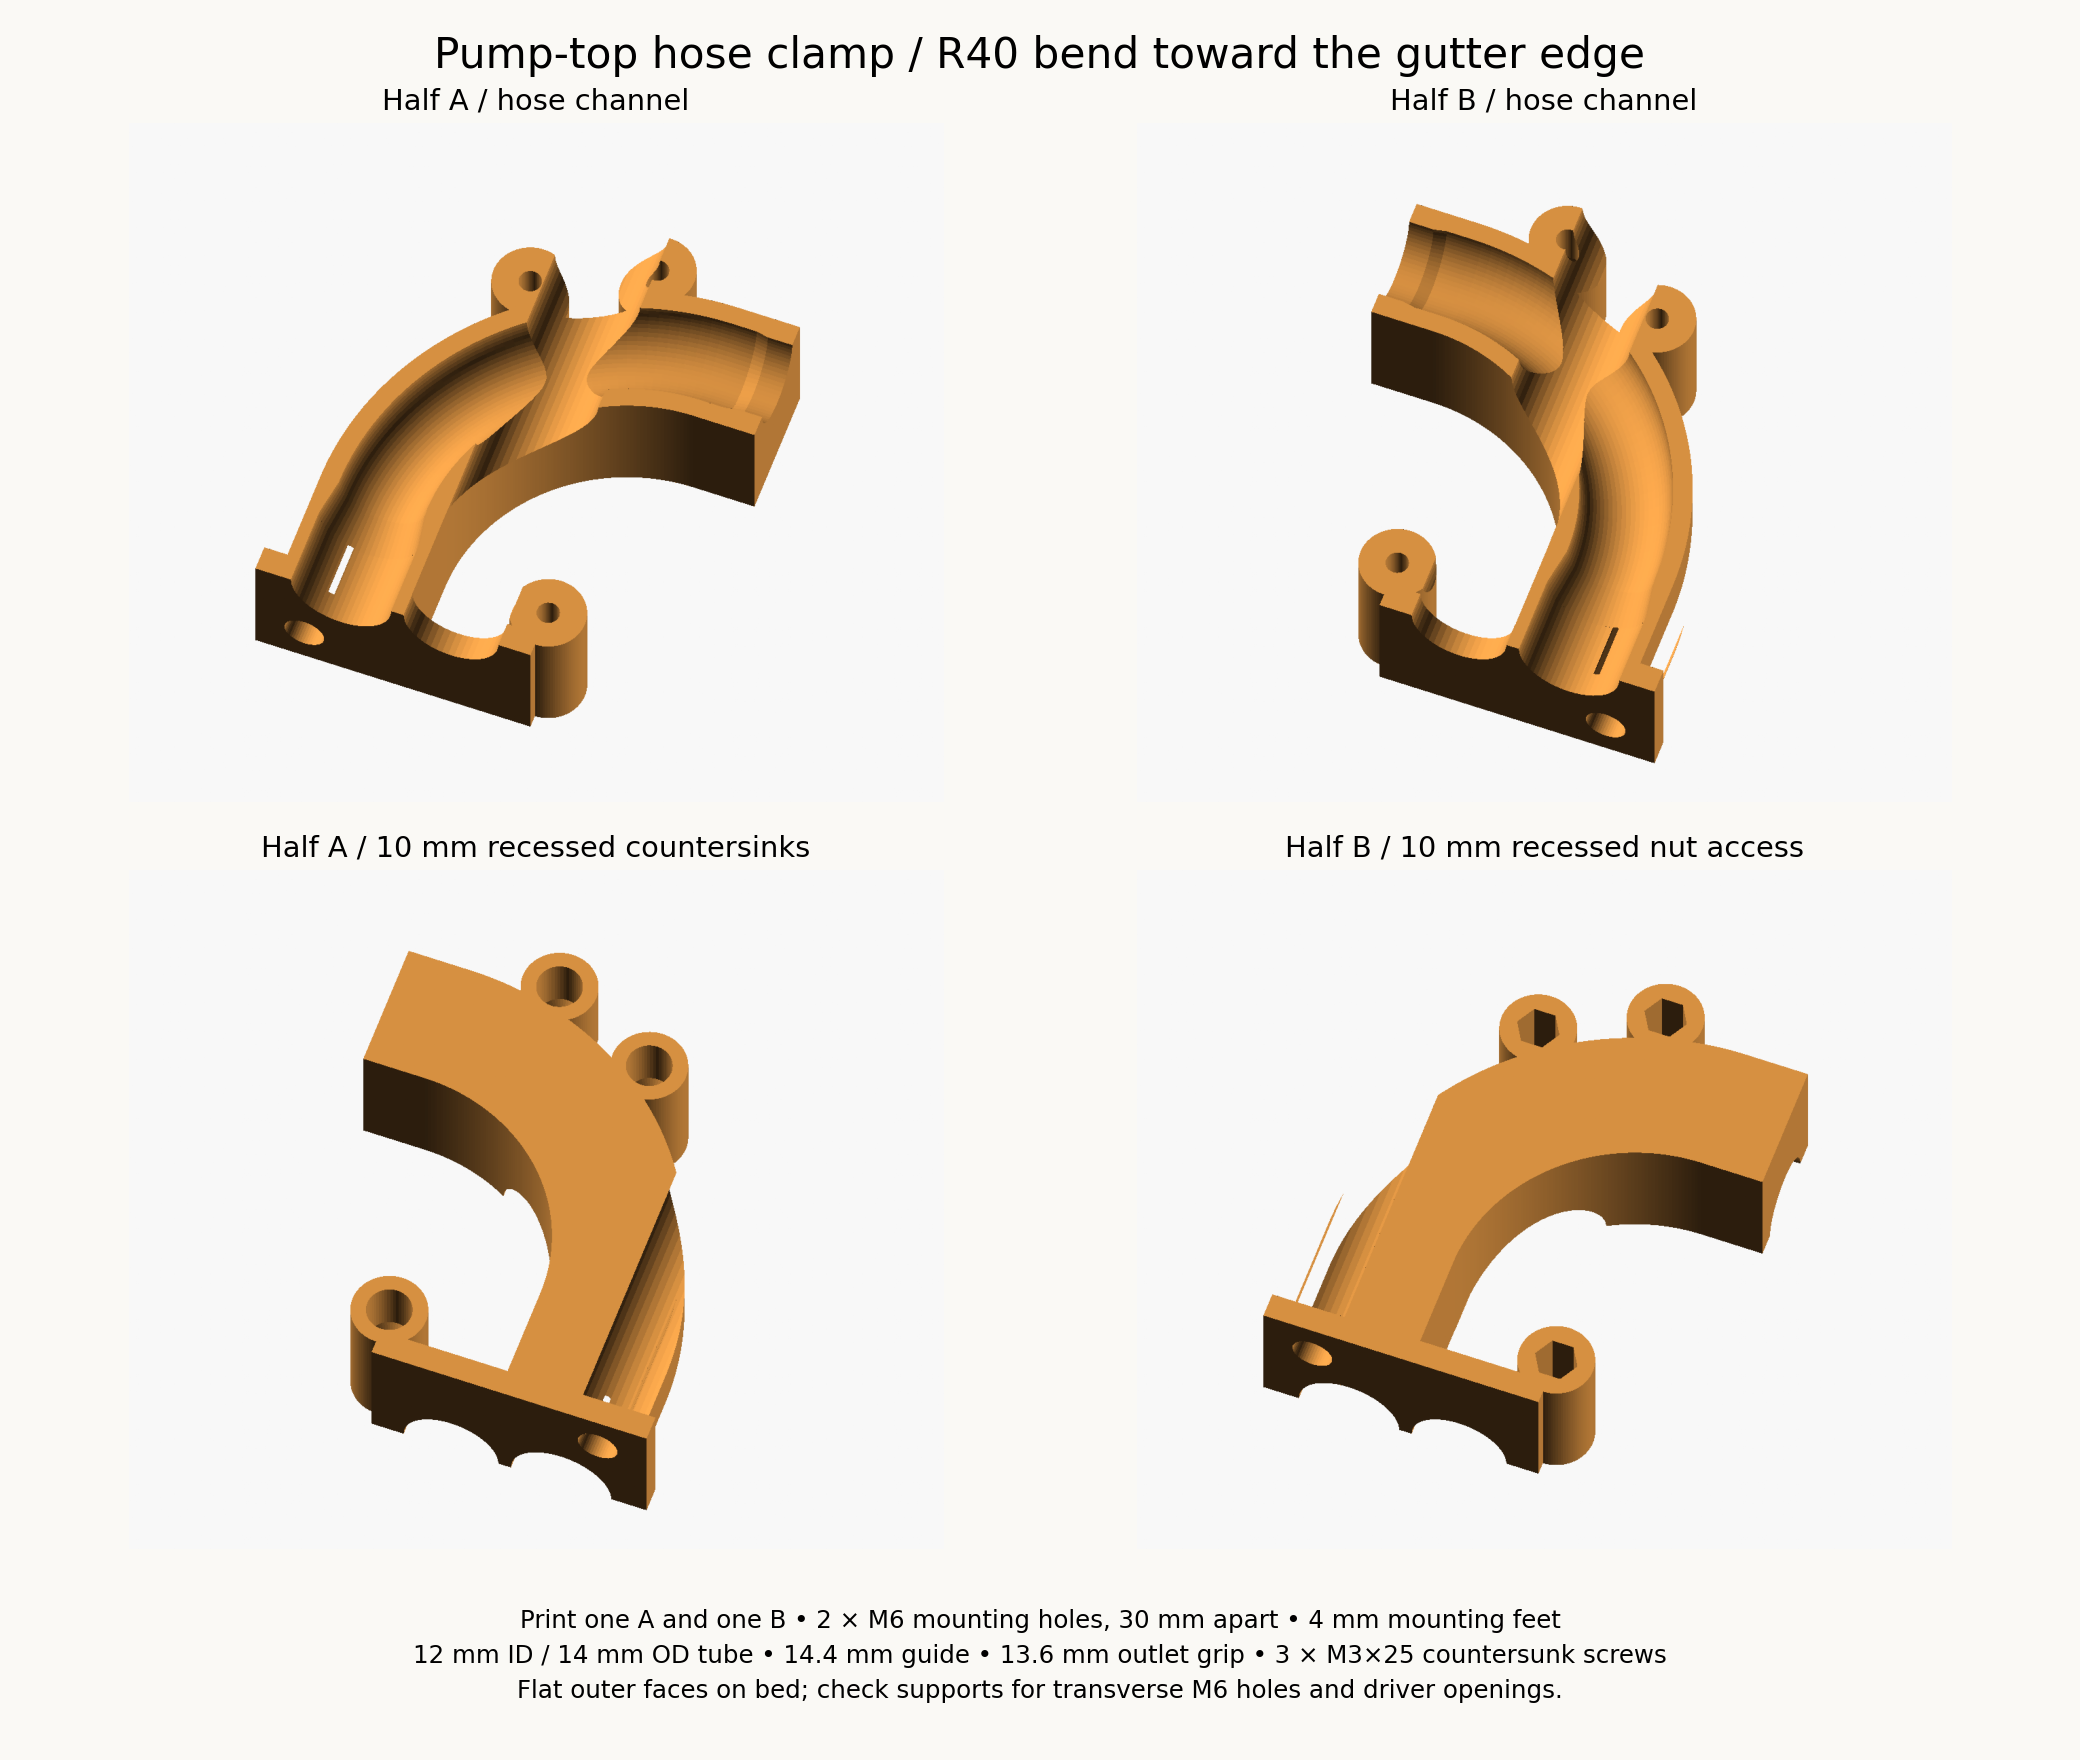 Pump-top hose clamp / R40 bend toward the gutter edge
Half A / hose channel
Half B / hose channel
Half A / 10 mm recessed countersinks
Half B / 10 mm recessed nut access
Print one A and one B • 2 × M6 mounting holes, 30 mm apart • 4 mm mounting feet
12 mm ID / 14 mm OD tube • 14.4 mm guide • 13.6 mm outlet grip • 3 × M3×25 countersunk screws
Flat outer faces on bed; check supports for transverse M6 holes and driver openings.